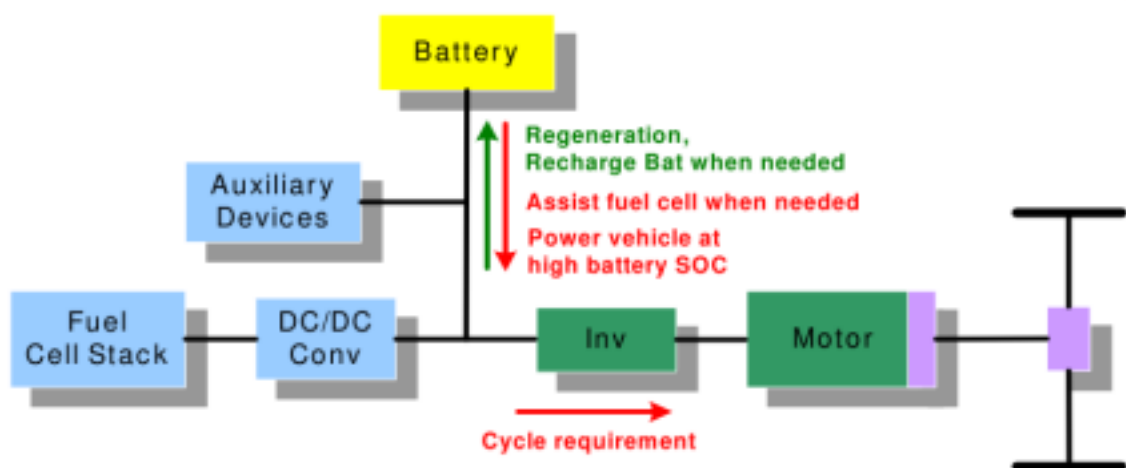 Battery
Regeneration,
Recharge Bat when needed
Auxiliary
Devices
Assist fuel cell when needed
Power vehicle at
high battery SOC
Fuel
Cell Stack
DC/DC
Conv
Inv
Motor
Cycle requirement